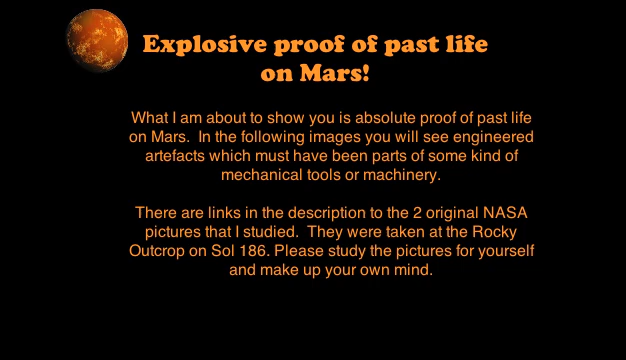 Explosive proof of past life
on Mars!
What I am about to show you is absolute proof of past life
on Mars.  In the following images you will see engineered
artefacts which must have been parts of some kind of
mechanical tools or machinery.
There are links in the description to the 2 original NASA
pictures that I studied.  They were taken at the Rocky
Outcrop on Sol 186. Please study the pictures for yourself
and make up your own mind.